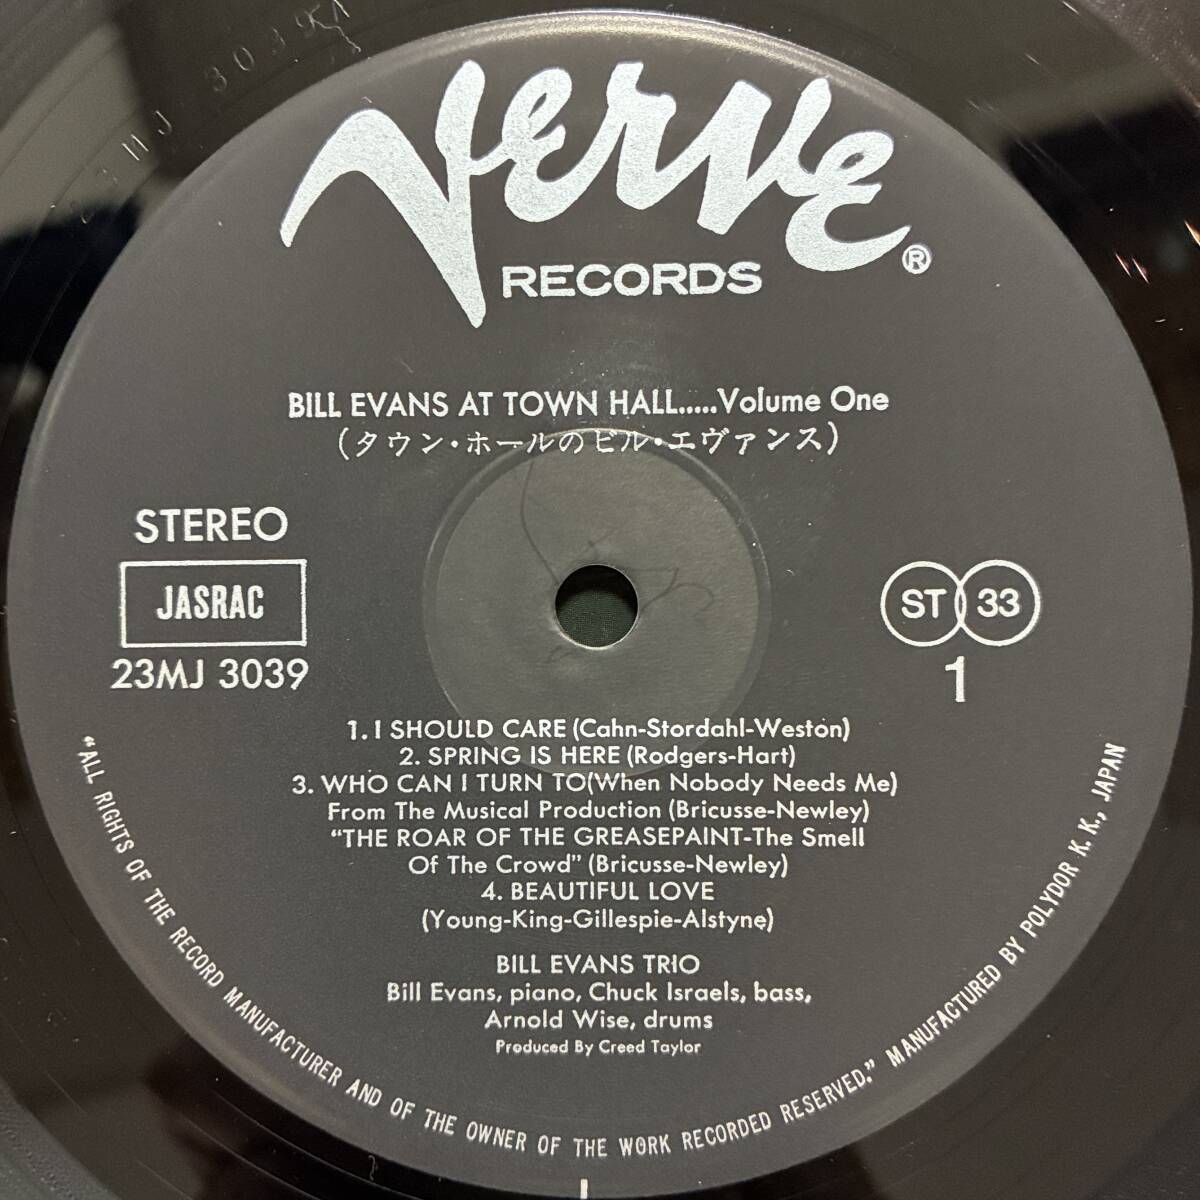 Verve®
RECORDS
BILL EVANS AT TOWN HALL.....Volume One
(タウン・ホールのビル・エヴァンス)
STEREO
JASRAC
23MJ 3039
ST 33
1
1. I SHOULD CARE (Cahn-Stordahl-Weston)
2. SPRING IS HERE (Rodgers-Hart)
3. WHO CAN I TURN TO(When Nobody Needs Me)
From The Musical Production (Bricusse-Newley)
"THE ROAR OF THE GREASEPAINT-The Smell
Of The Crowd" (Bricusse-Newley)
4. BEAUTIFUL LOVE
(Young-King-Gillespie-Alstyne)
BILL EVANS TRIO
Bill Evans, piano, Chuck Israels, bass,
Arnold Wise, drums
Produced By Creed Taylor
"ALL RIGHTS OF THE RECORD MANUFACTURER AND OF THE OWNER OF THE WORK RECORDED RESERVED." MANUFACTURED BY POLYDOR K.K., JAPAN